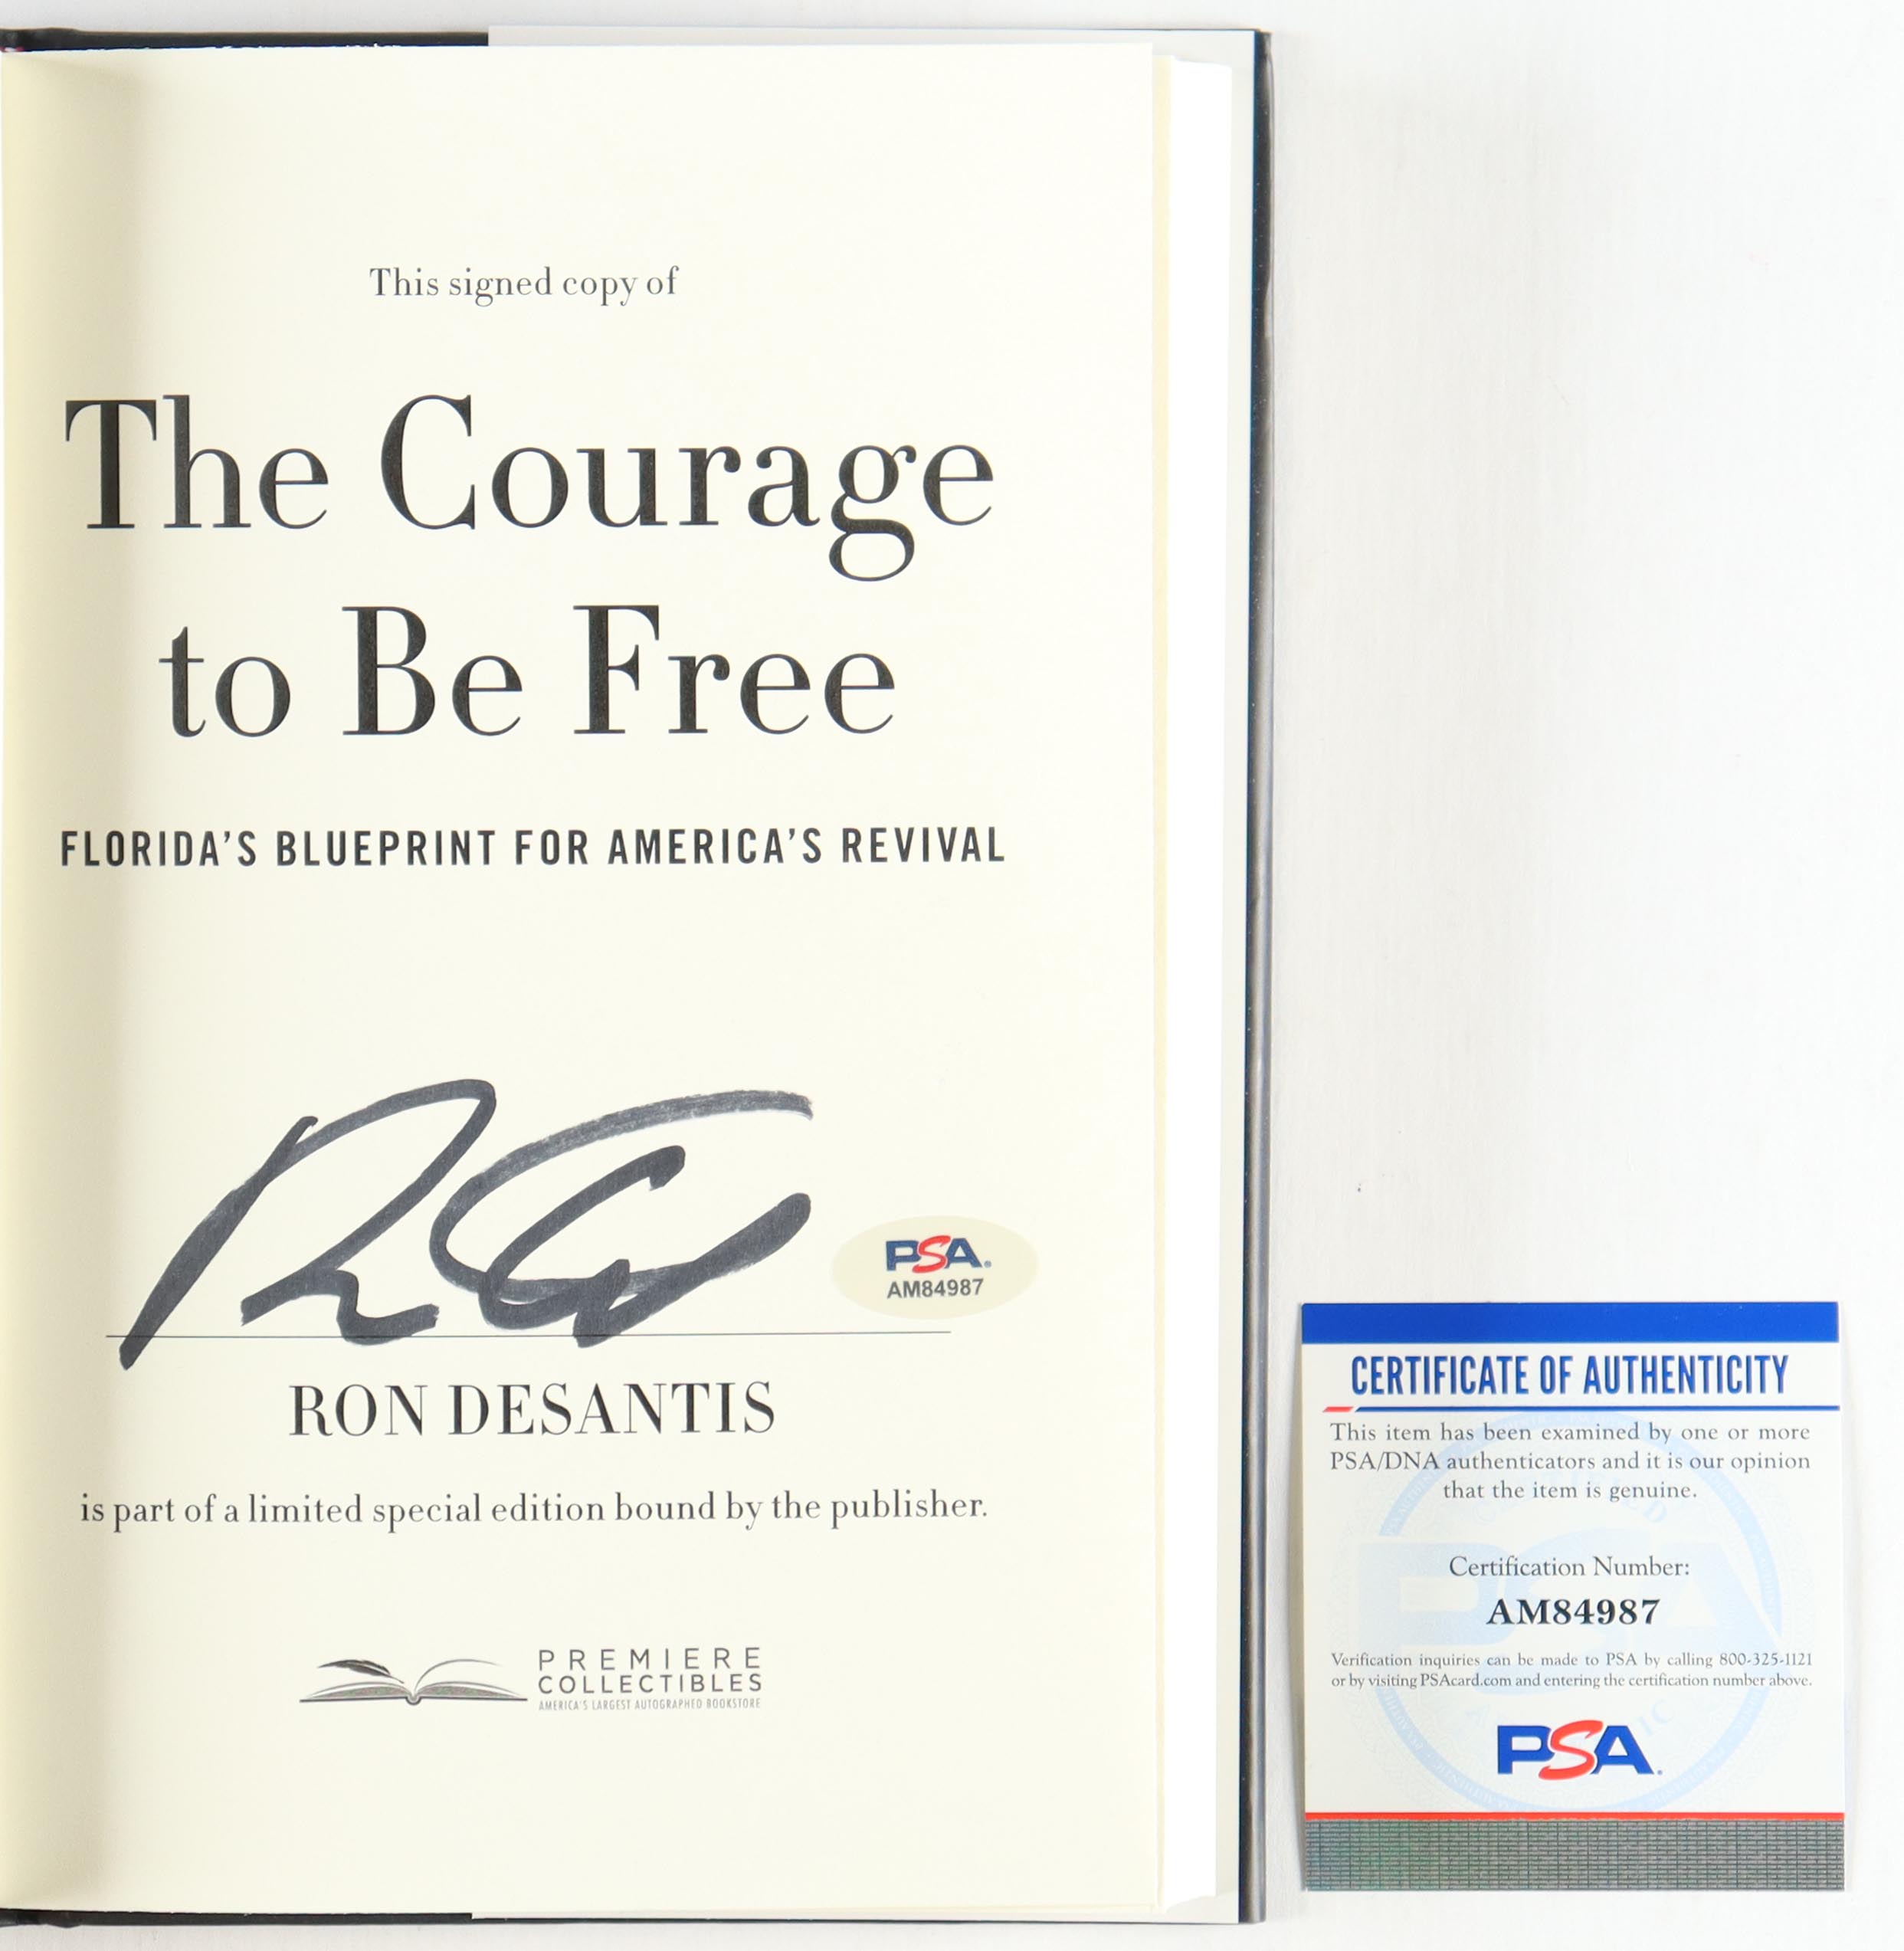 This signed copy of
The Courage
to Be Free
FLORIDA'S BLUEPRINT FOR AMERICA'S REVIVAL
PSA
AM84987
RON DESANTIS
is part of a limited special edition bound by the publisher.
PREMIERE
COLLECTIBLES
AMERICA'S LARGEST AUTOGRAPHED BOOKSTORE
CERTIFICATE OF AUTHENTICITY
This item has been examined by one or more
PSA/DNA authenticators and it is our opinion
that the item is genuine.
Certification Number:
AM84987
Verification inquiries can be made to PSA by calling 800-325-1121
or by visiting PSAcard.com and entering the certification number above.
PSA